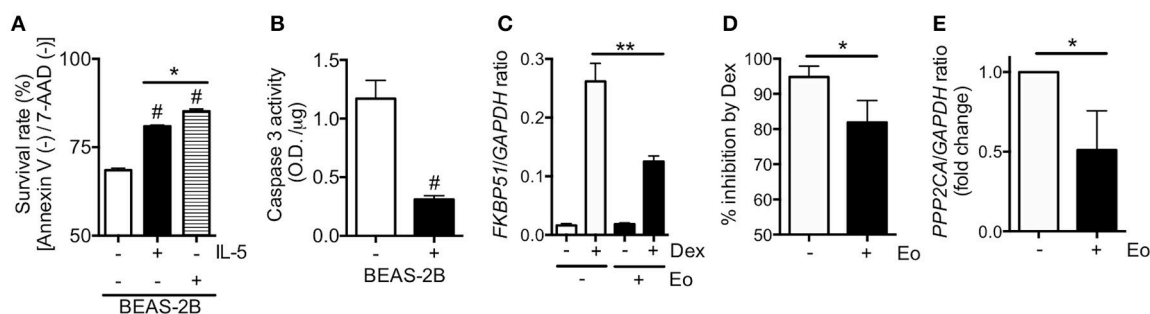 A
Survival rate (%)
[Annexin V (-) / 7-AAD (-)]
100
75
50
*
#
#
- + - IL-5
- - +
BEAS-2B
B
Caspase 3 activity
(O.D./µg)
1.5
1.0
0.5
0.0
#
- +
BEAS-2B
C
FKBP51/GAPDH ratio
0.3
0.2
0.1
0.0
**
- + - + Dex
- + Eo
D
% inhibition by Dex
100
90
80
70
60
50
*
- + Eo
E
PPP2CA/GAPDH ratio
(fold change)
1.0
0.5
0.0
*
- + Eo